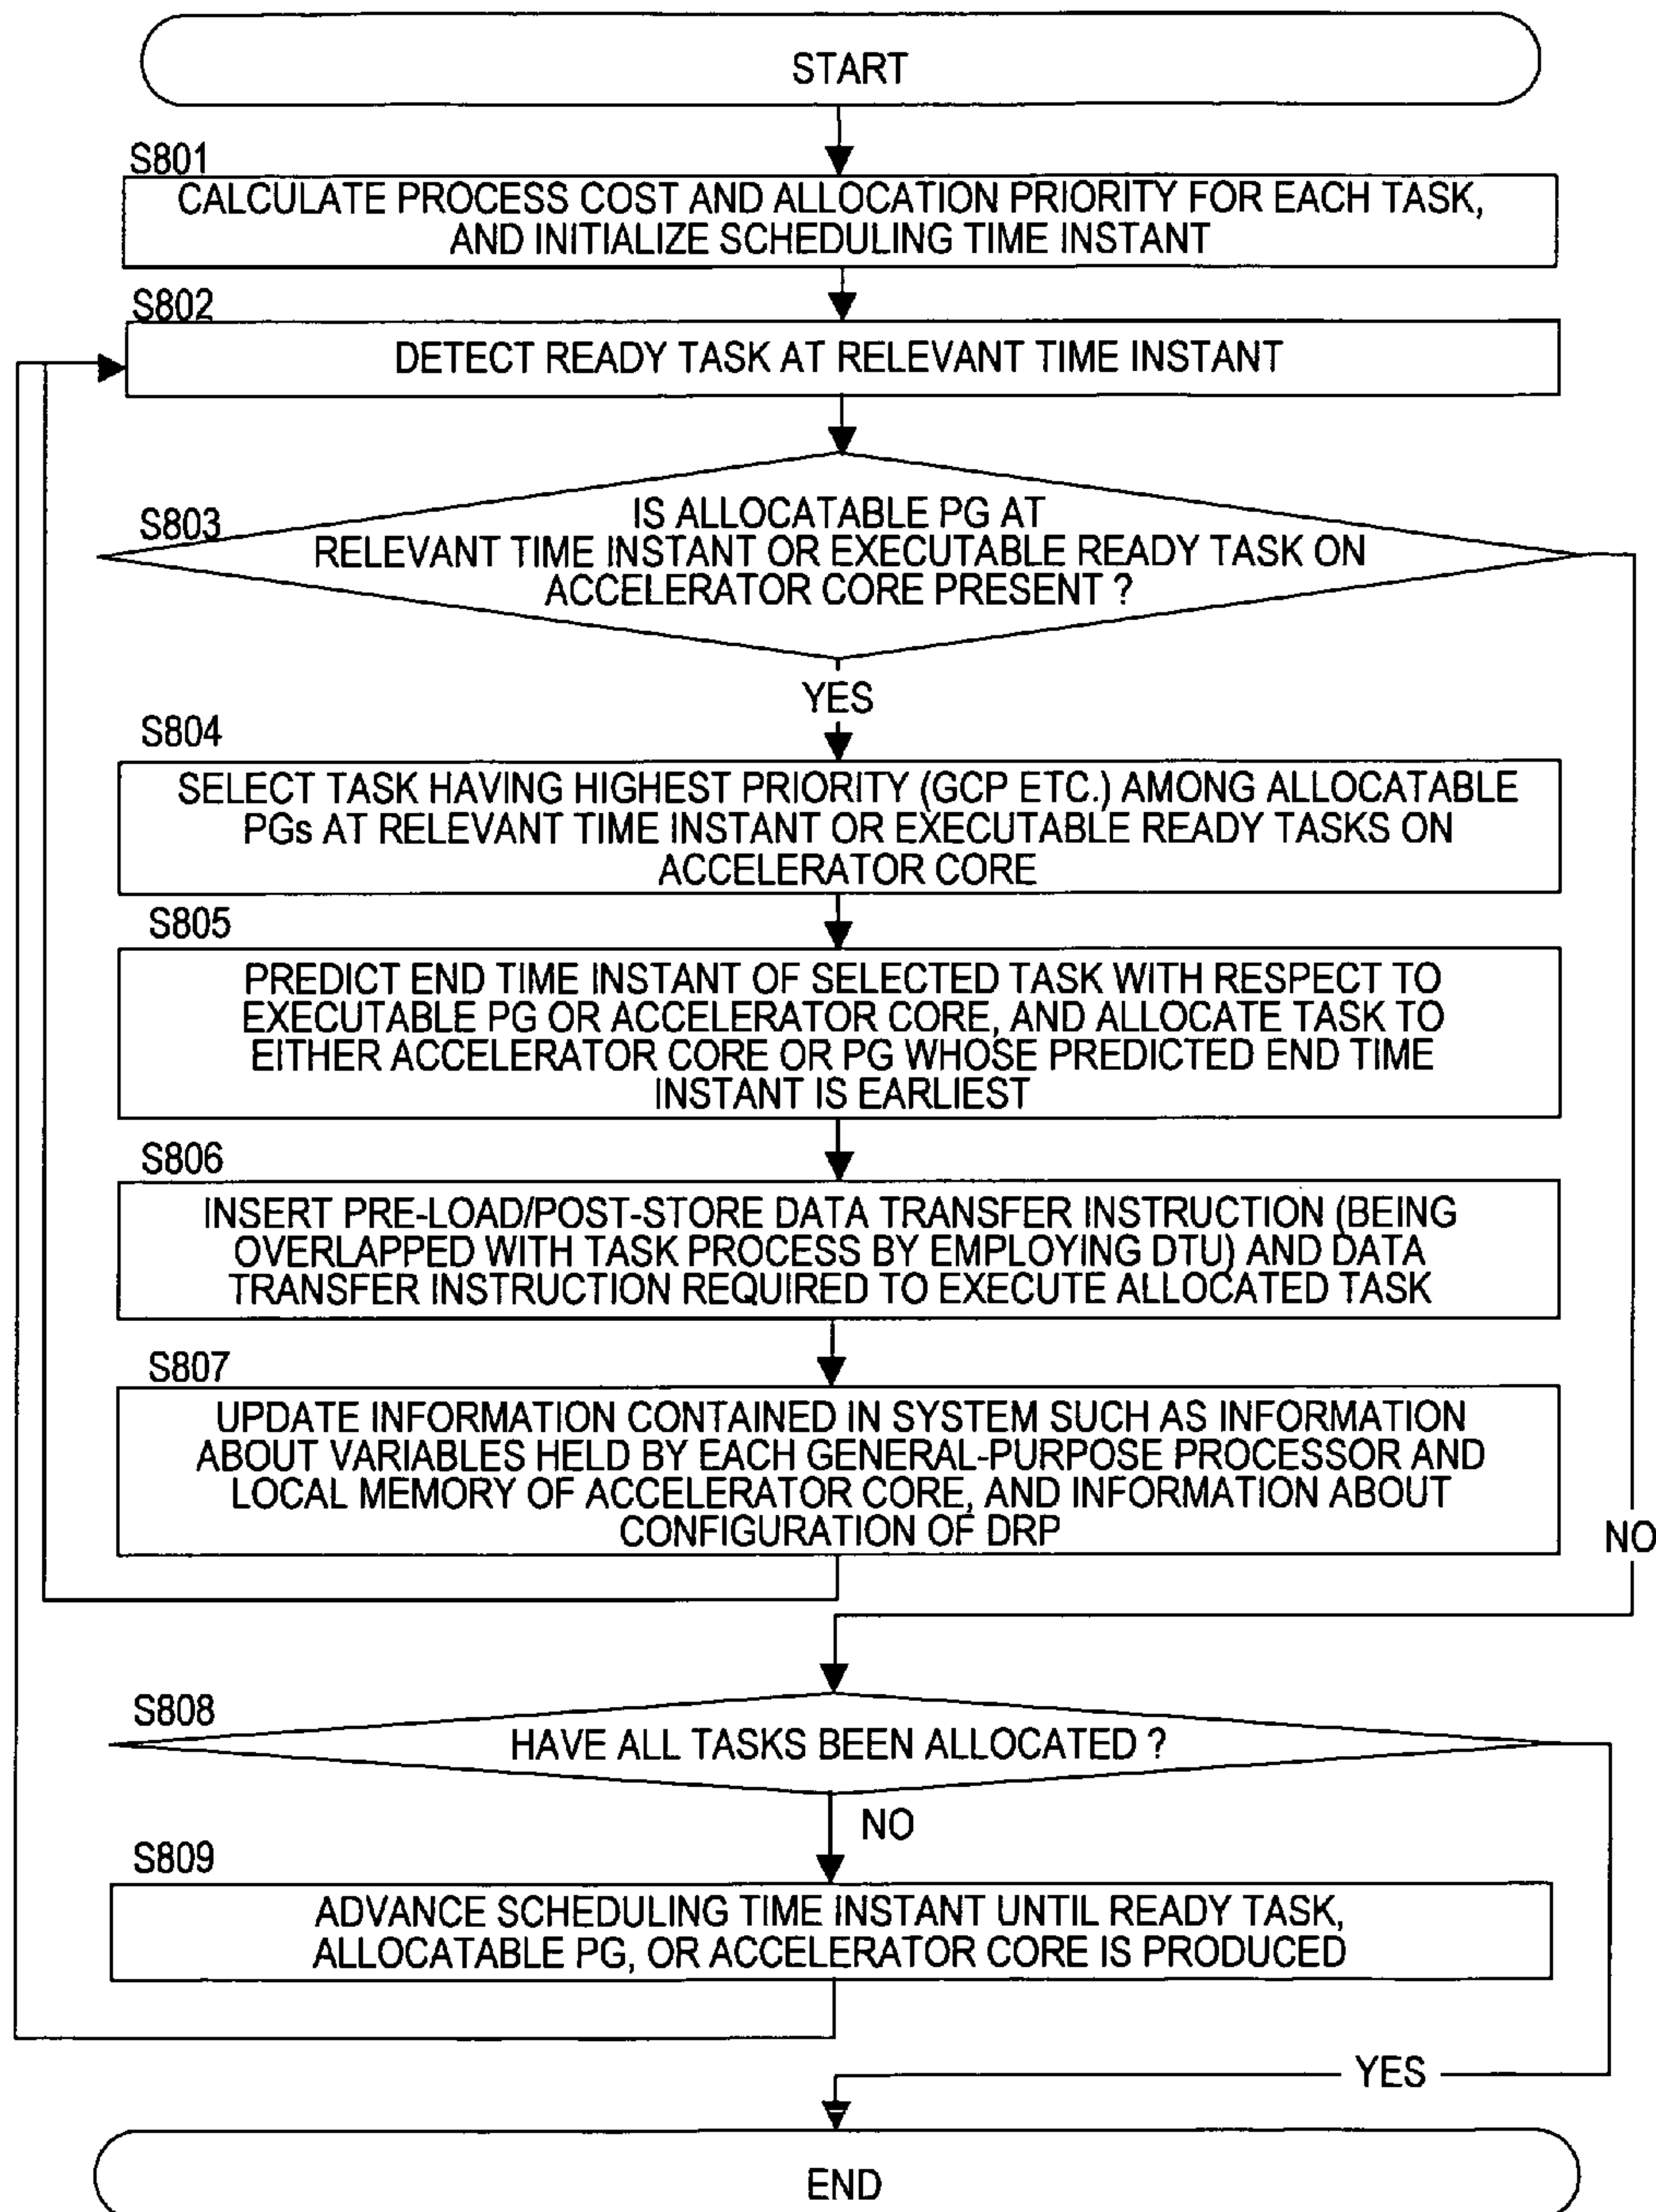 START
S801
CALCULATE PROCESS COST AND ALLOCATION PRIORITY FOR EACH TASK,
AND INITIALIZE SCHEDULING TIME INSTANT
S802
DETECT READY TASK AT RELEVANT TIME INSTANT
S803
IS ALLOCATABLE PG AT
RELEVANT TIME INSTANT OR EXECUTABLE READY TASK ON
ACCELERATOR CORE PRESENT ?
YES
S804
SELECT TASK HAVING HIGHEST PRIORITY (GCP ETC.) AMONG ALLOCATABLE
PGs AT RELEVANT TIME INSTANT OR EXECUTABLE READY TASKS ON
ACCELERATOR CORE
S805
PREDICT END TIME INSTANT OF SELECTED TASK WITH RESPECT TO
EXECUTABLE PG OR ACCELERATOR CORE, AND ALLOCATE TASK TO
EITHER ACCELERATOR CORE OR PG WHOSE PREDICTED END TIME
INSTANT IS EARLIEST
S806
INSERT PRE-LOAD/POST-STORE DATA TRANSFER INSTRUCTION (BEING
OVERLAPPED WITH TASK PROCESS BY EMPLOYING DTU) AND DATA
TRANSFER INSTRUCTION REQUIRED TO EXECUTE ALLOCATED TASK
S807
UPDATE INFORMATION CONTAINED IN SYSTEM SUCH AS INFORMATION
ABOUT VARIABLES HELD BY EACH GENERAL-PURPOSE PROCESSOR AND
LOCAL MEMORY OF ACCELERATOR CORE, AND INFORMATION ABOUT
CONFIGURATION OF DRP
NO
S808
HAVE ALL TASKS BEEN ALLOCATED ?
NO
S809
ADVANCE SCHEDULING TIME INSTANT UNTIL READY TASK,
ALLOCATABLE PG, OR ACCELERATOR CORE IS PRODUCED
YES
END